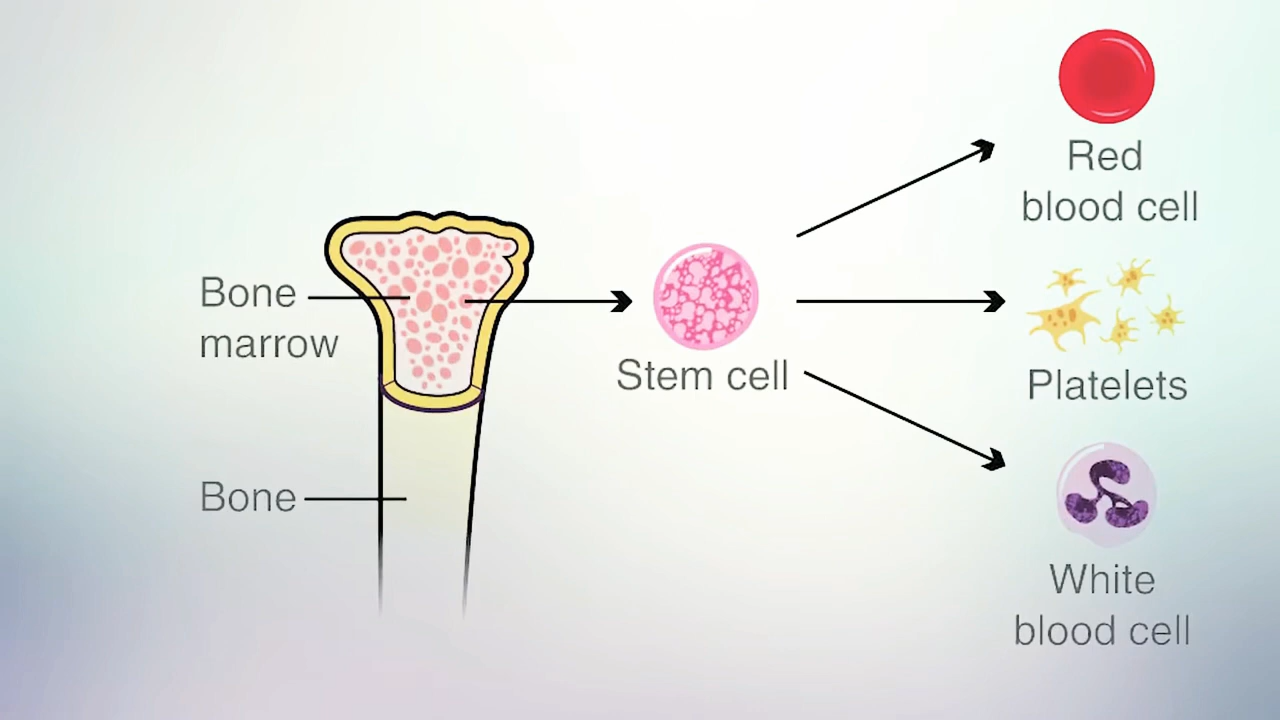 Bone
marrow
Bone
Stem cell
Red
blood cell
Platelets
White
blood cell